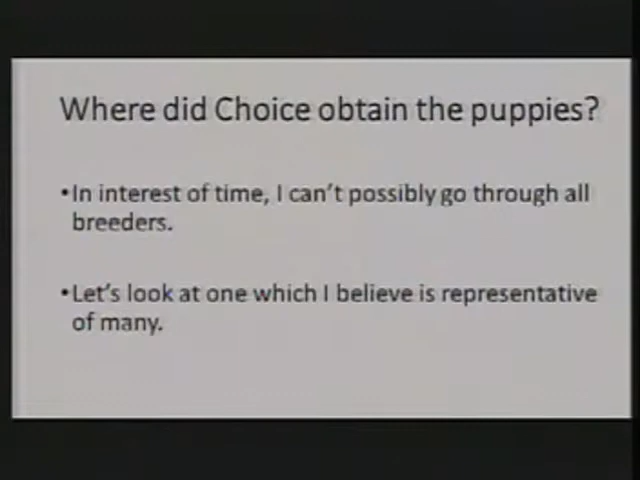 Where did Choice obtain the puppies?
•In interest of time, I can't possibly go through all
breeders.
•Let's look at one which I believe is representative
of many.